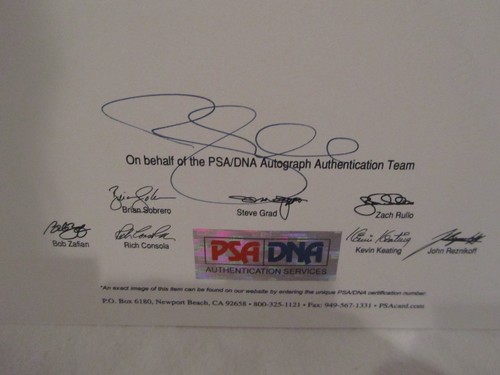 On behalf of the PSA/DNA Autograph Authentication Team
Brian Sobrero
Steve Grad
Zach Rullo
Bob Zafian
Rich Consola
Kevin Keating
John Reznikoff
PSA DNA
AUTHENTICATION SERVICES
*An exact image of this item can be found on our website by entering the unique PSA/DNA certification number.
P.O. Box 6180, Newport Beach, CA 92658 • 800-325-1121 • Fax: 949-567-1331 • PSAcard.com